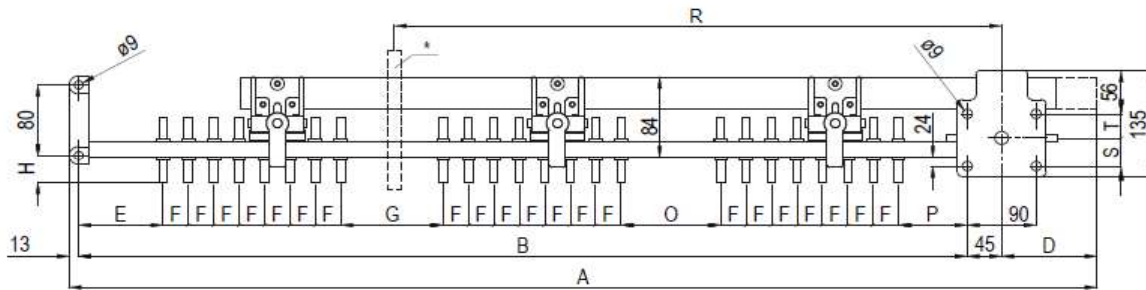 R
ø9
*
ø9
80
84
24
56
T
S
135
H
E
F F F F F F F
G
F F F F F F F
O
F F F F F F F
P
90
13
B
45
D
A